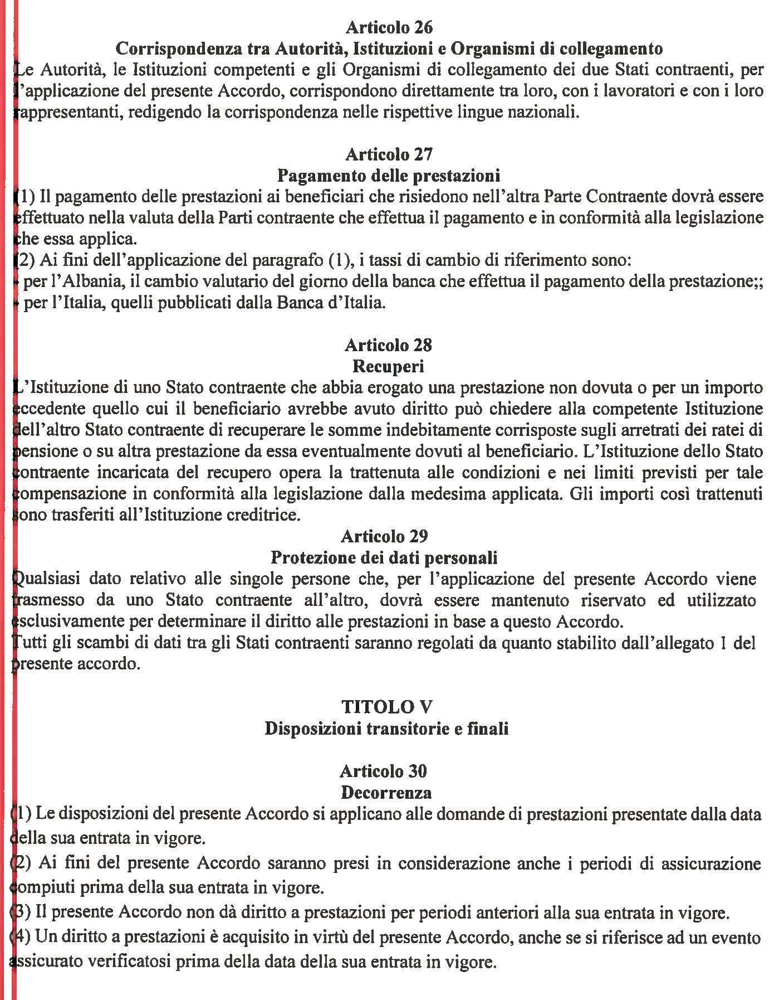 Articolo 26
Corrispondenza tra Autorità, Istituzioni e Organismi di collegamento
Le Autorità, le Istituzioni competenti e gli Organismi di collegamento dei due Stati contraenti, per
l’applicazione del presente Accordo, corrispondono direttamente tra loro, con i lavoratori e con i loro
rappresentanti, redigendo la corrispondenza nelle rispettive lingue nazionali.
Articolo 27
Pagamento delle prestazioni
(1) Il pagamento delle prestazioni ai beneficiari che risiedono nell’altra Parte Contraente dovrà essere
effettuato nella valuta della Parti contraente che effettua il pagamento e in conformità alla legislazione
che essa applica.
(2) Ai fini dell’applicazione del paragrafo (1), i tassi di cambio di riferimento sono:
- per l’Albania, il cambio valutario del giorno della banca che effettua il pagamento della prestazione;;
- per l’Italia, quelli pubblicati dalla Banca d’Italia.
Articolo 28
Recuperi
L’Istituzione di uno Stato contraente che abbia erogato una prestazione non dovuta o per un importo
eccedente quello cui il beneficiario avrebbe avuto diritto può chiedere alla competente Istituzione
dell’altro Stato contraente di recuperare le somme indebitamente corrisposte sugli arretrati dei ratei di
pensione o su altra prestazione da essa eventualmente dovuti al beneficiario. L’Istituzione dello Stato
contraente incaricata del recupero opera la trattenuta alle condizioni e nei limiti previsti per tale
compensazione in conformità alla legislazione dalla medesima applicata. Gli importi così trattenuti
sono trasferiti all’Istituzione creditrice.
Articolo 29
Protezione dei dati personali
Qualsiasi dato relativo alle singole persone che, per l’applicazione del presente Accordo viene
trasmesso da uno Stato contraente all’altro, dovrà essere mantenuto riservato ed utilizzato
esclusivamente per determinare il diritto alle prestazioni in base a questo Accordo.
Tutti gli scambi di dati tra gli Stati contraenti saranno regolati da quanto stabilito dall’allegato 1 del
presente accordo.
TITOLO V
Disposizioni transitorie e finali
Articolo 30
Decorrenza
(1) Le disposizioni del presente Accordo si applicano alle domande di prestazioni presentate dalla data
della sua entrata in vigore.
(2) Ai fini del presente Accordo saranno presi in considerazione anche i periodi di assicurazione
compiuti prima della sua entrata in vigore.
(3) Il presente Accordo non dà diritto a prestazioni per periodi anteriori alla sua entrata in vigore.
(4) Un diritto a prestazioni è acquisito in virtù del presente Accordo, anche se si riferisce ad un evento
assicurato verificatosi prima della data della sua entrata in vigore.